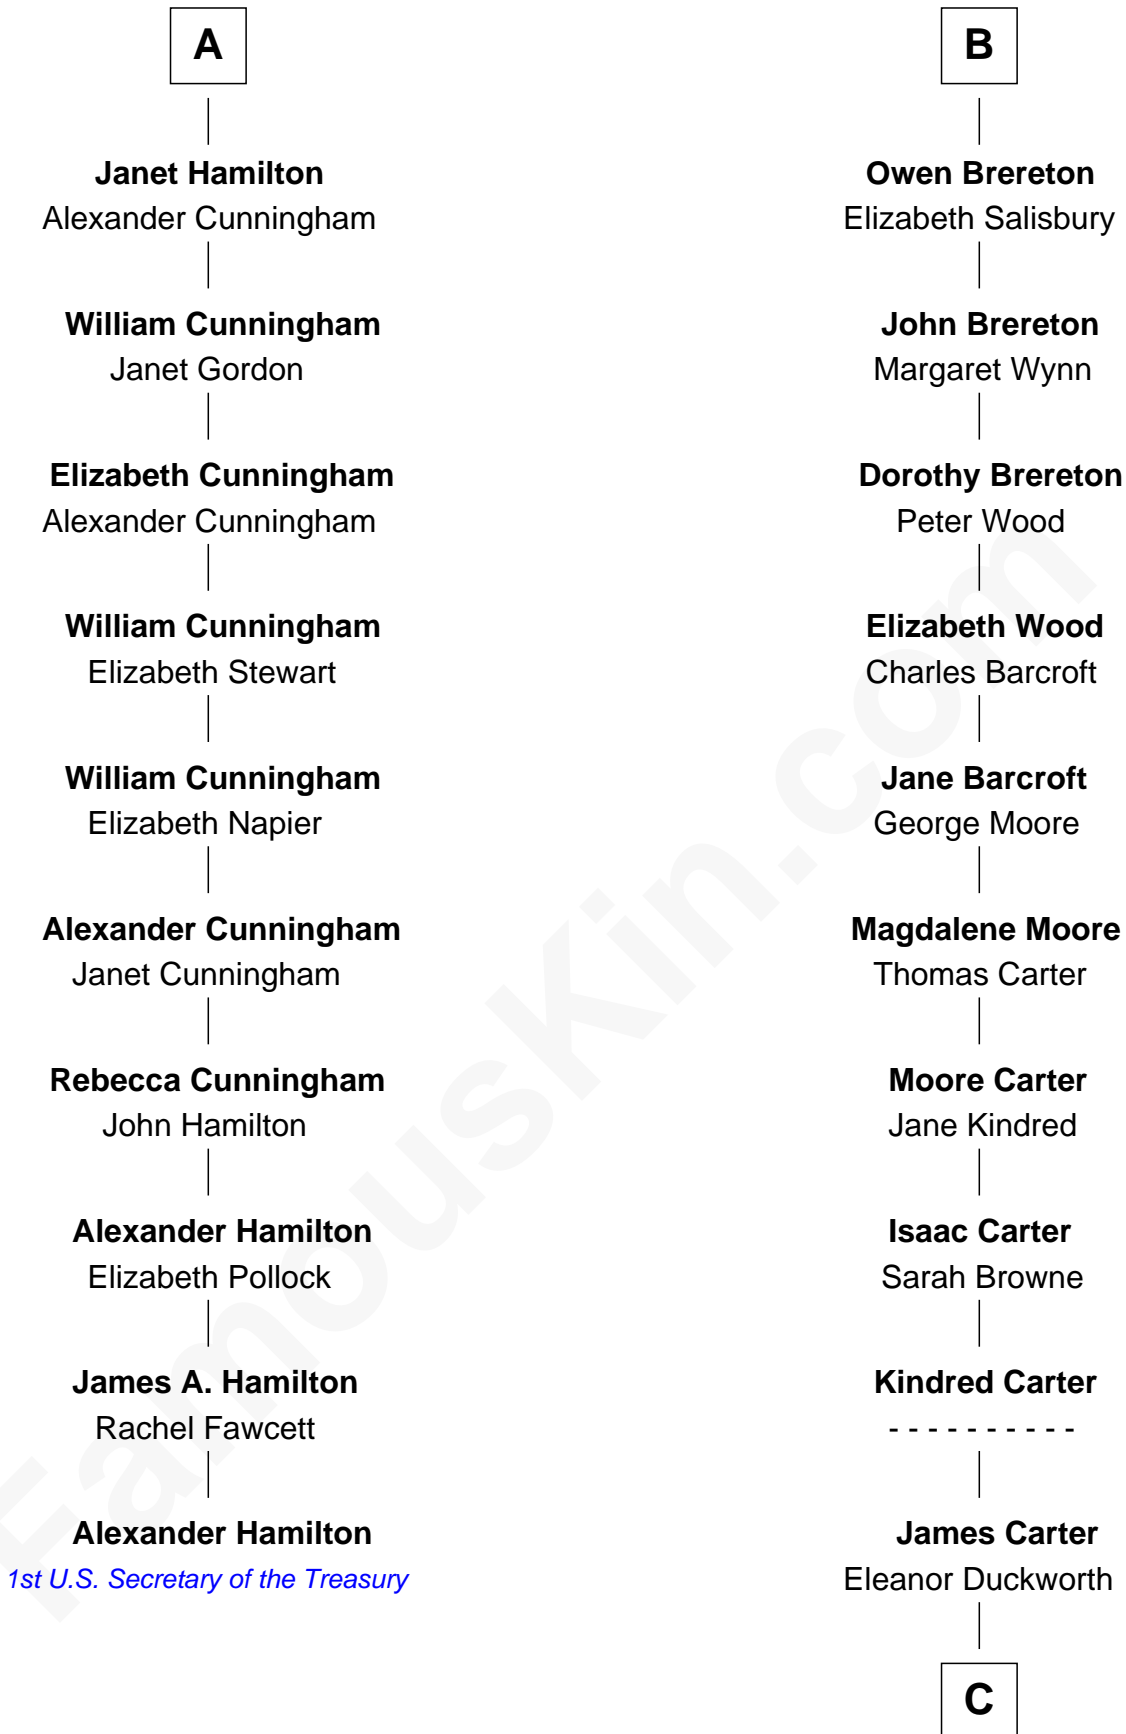 A
Janet Hamilton
Alexander Cunningham
William Cunningham
Janet Gordon
Elizabeth Cunningham
Alexander Cunningham
William Cunningham
Elizabeth Stewart
William Cunningham
Elizabeth Napier
Alexander Cunningham
Janet Cunningham
Rebecca Cunningham
John Hamilton
Alexander Hamilton
Elizabeth Pollock
James A. Hamilton
Rachel Fawcett
Alexander Hamilton
1st U.S. Secretary of the Treasury
B
Owen Brereton
Elizabeth Salisbury
John Brereton
Margaret Wynn
Dorothy Brereton
Peter Wood
Elizabeth Wood
Charles Barcroft
Jane Barcroft
George Moore
Magdalene Moore
Thomas Carter
Moore Carter
Jane Kindred
Isaac Carter
Sarah Browne
Kindred Carter
- - - - - - - - - -
James Carter
Eleanor Duckworth
C
FamousKin.com